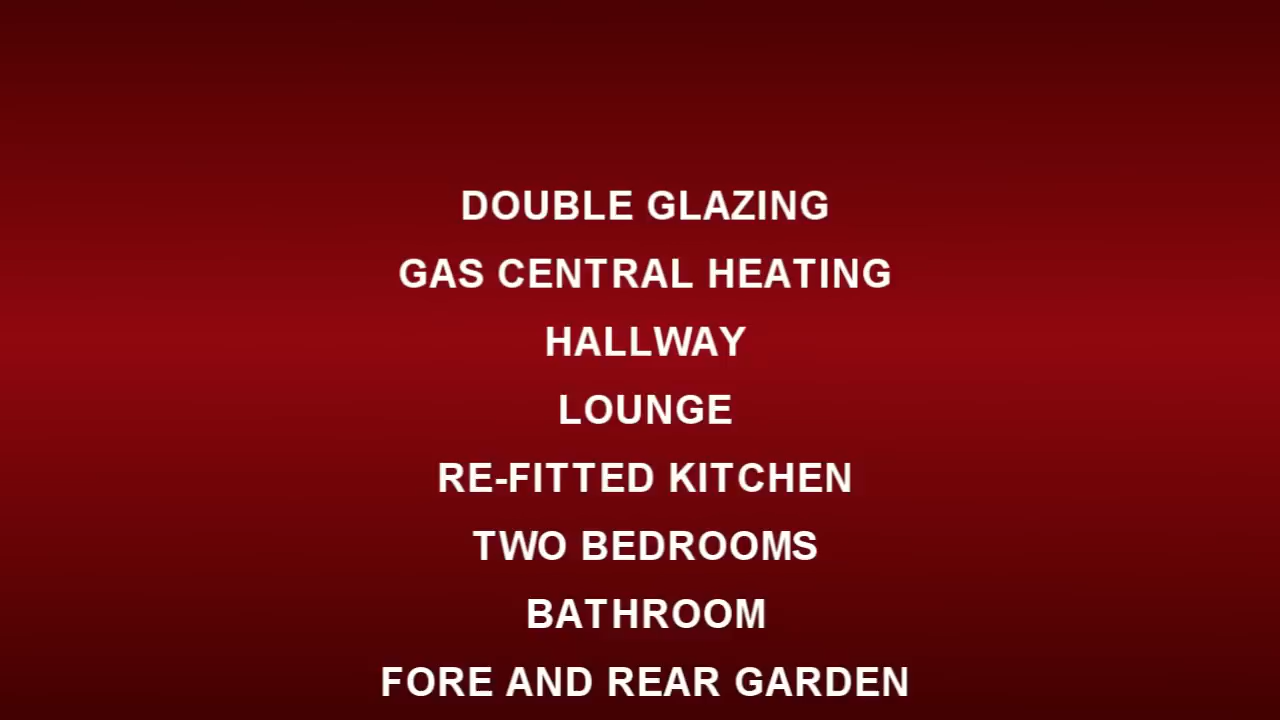 DOUBLE GLAZING
GAS CENTRAL HEATING
HALLWAY
LOUNGE
RE-FITTED KITCHEN
TWO BEDROOMS
BATHROOM
FORE AND REAR GARDEN